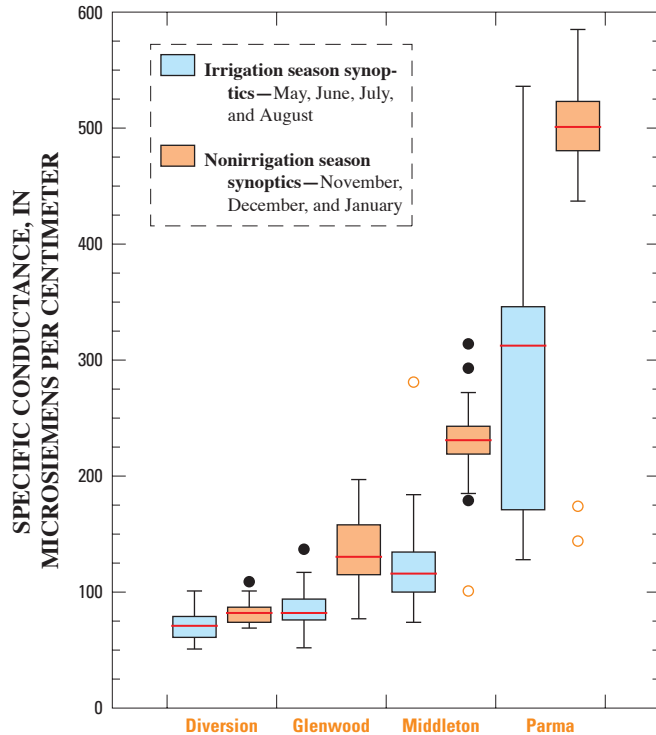 600
500
400
300
200
100
0
SPECIFIC CONDUCTANCE, IN
MICROSIEMENS PER CENTIMETER
Irrigation season synop-
tics—May, June, July,
and August
Nonirrigation season
synoptics—November,
December, and January
Diversion Glenwood Middleton Parma